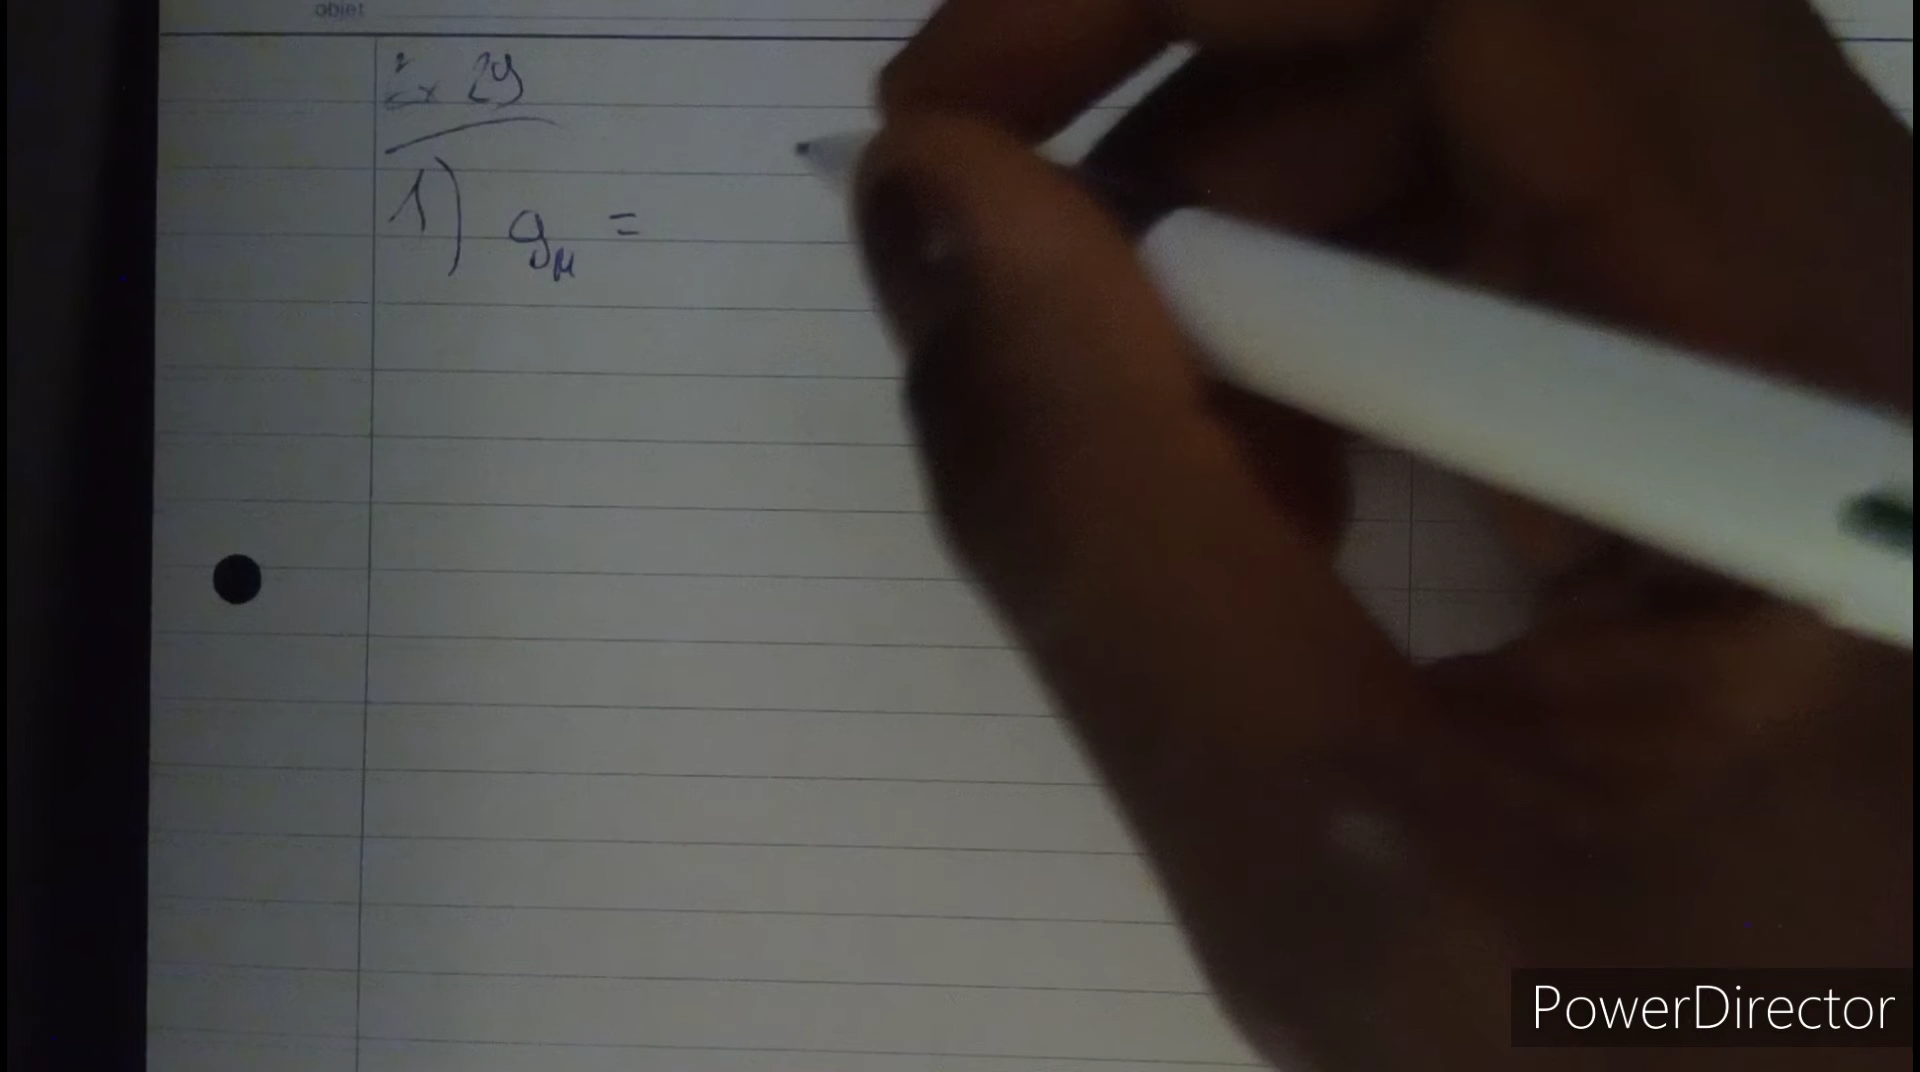 objet
Ex 29
1) g_M =
PowerDirector